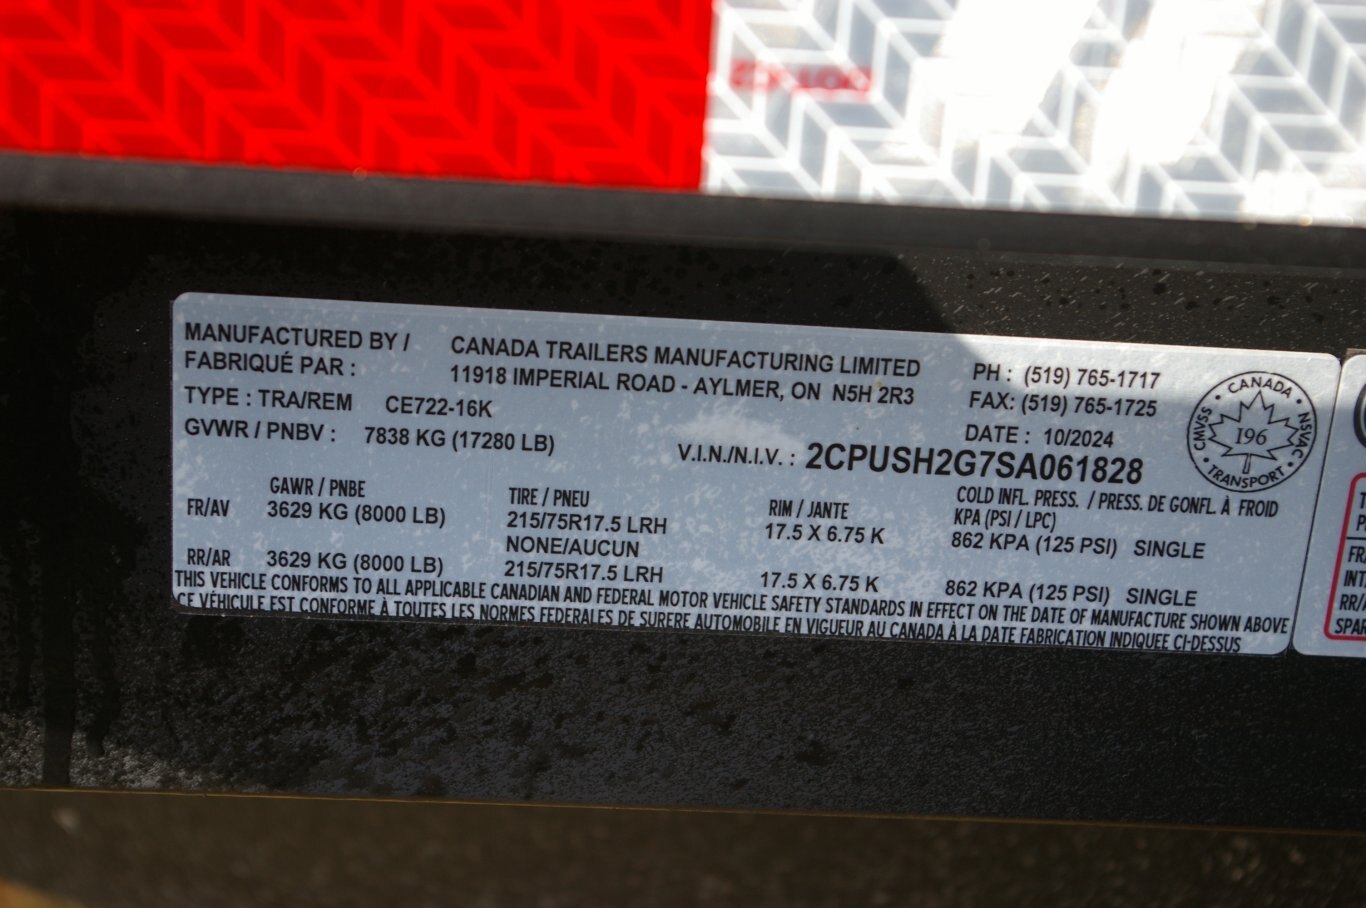 DOT-C2
MANUFACTURED BY / CANADA TRAILERS MANUFACTURING LIMITED PH : (519) 765-1717
FABRIQUÉ PAR : 11918 IMPERIAL ROAD - AYLMER, ON N5H 2R3 FAX: (519) 765-1725
TYPE : TRA/REM CE722-16K DATE : 10/2024
GVWR / PNBV : 7838 KG (17280 LB) V.I.N./N.I.V. : 2CPUSH2G7SA061828
CANADA
CMVSS 196 NSVAC
TRANSPORT
GAWR / PNBE TIRE / PNEU RIM / JANTE COLD INFL. PRESS. / PRESS. DE GONFL. À FROID
KPA (PSI / LPC)
FR/AV 3629 KG (8000 LB) 215/75R17.5 LRH 17.5 X 6.75 K 862 KPA (125 PSI) SINGLE
NONE/AUCUN
RR/AR 3629 KG (8000 LB) 215/75R17.5 LRH 17.5 X 6.75 K 862 KPA (125 PSI) SINGLE
THIS VEHICLE CONFORMS TO ALL APPLICABLE CANADIAN AND FEDERAL MOTOR VEHICLE SAFETY STANDARDS IN EFFECT ON THE DATE OF MANUFACTURE SHOWN ABOVE
CE VÉHICULE EST CONFORME À TOUTES LES NORMES FEDERALES DE SURERE AUTOMOBILE EN VIGUEUR AU CANADA À LA DATE FABRICATION INDIQUEE CI-DESSUS
FR
INT
RR/
SPAR